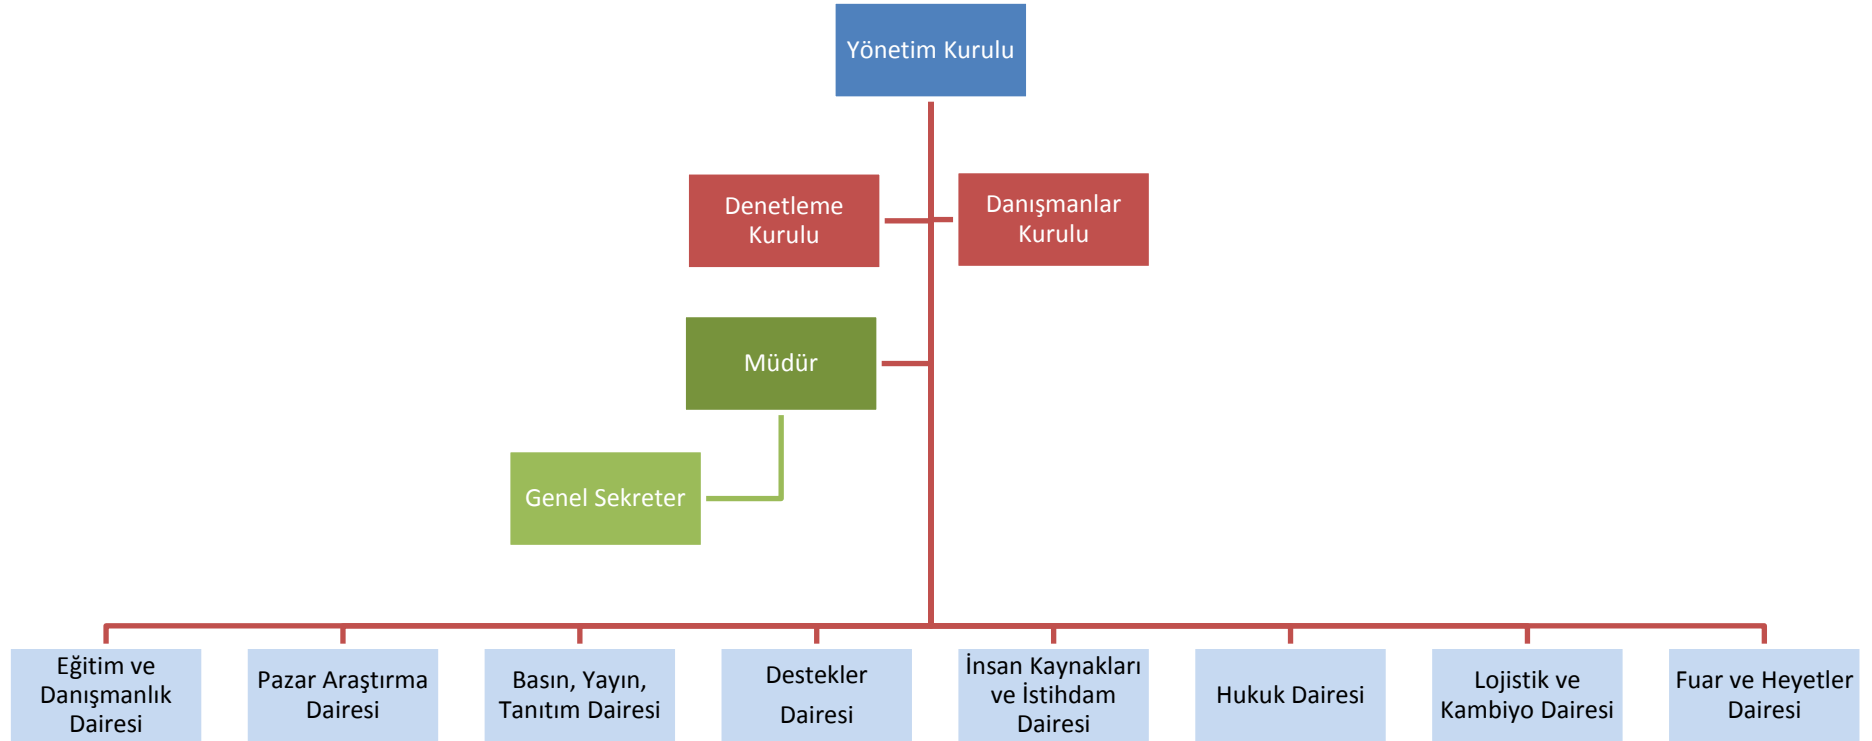 Yönetim Kurulu
Denetleme
Kurulu
Danışmanlar
Kurulu
Müdür
Genel Sekreter
Eğitim ve
Danışmanlık
Dairesi
Pazar Araştırma
Dairesi
Basın, Yayın,
Tanıtım Dairesi
Destekler
Dairesi
İnsan Kaynakları
ve İstihdam
Dairesi
Hukuk Dairesi
Lojistik ve
Kambiyo Dairesi
Fuar ve Heyetler
Dairesi